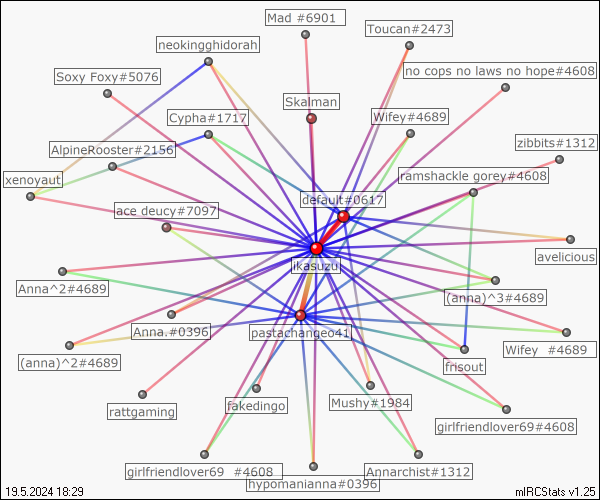 Mad #6901
Toucan#2473
neokingghidorah
no cops no laws no hope#4608
Soxy Foxy#5076
Skalman
Cypha#1717
Wifey#4689
zibbits#1312
AlpineRooster#2156
ramshackle gorey#4608
xenoyaut
default#0617
ace deucy#7097
avelicious
ikasuzu
Anna^2#4689
(anna)^3#4689
Anna.#0396
pastachangeo41
Wifey  #4689
(anna)^2#4689
frisout
rattgaming
fakedingo
Mushy#1984
girlfriendlover69#4608
girlfriendlover69  #4608
Annarchist#1312
hypomanianna#0396
19.5.2024 18:29
mIRCStats v1.25